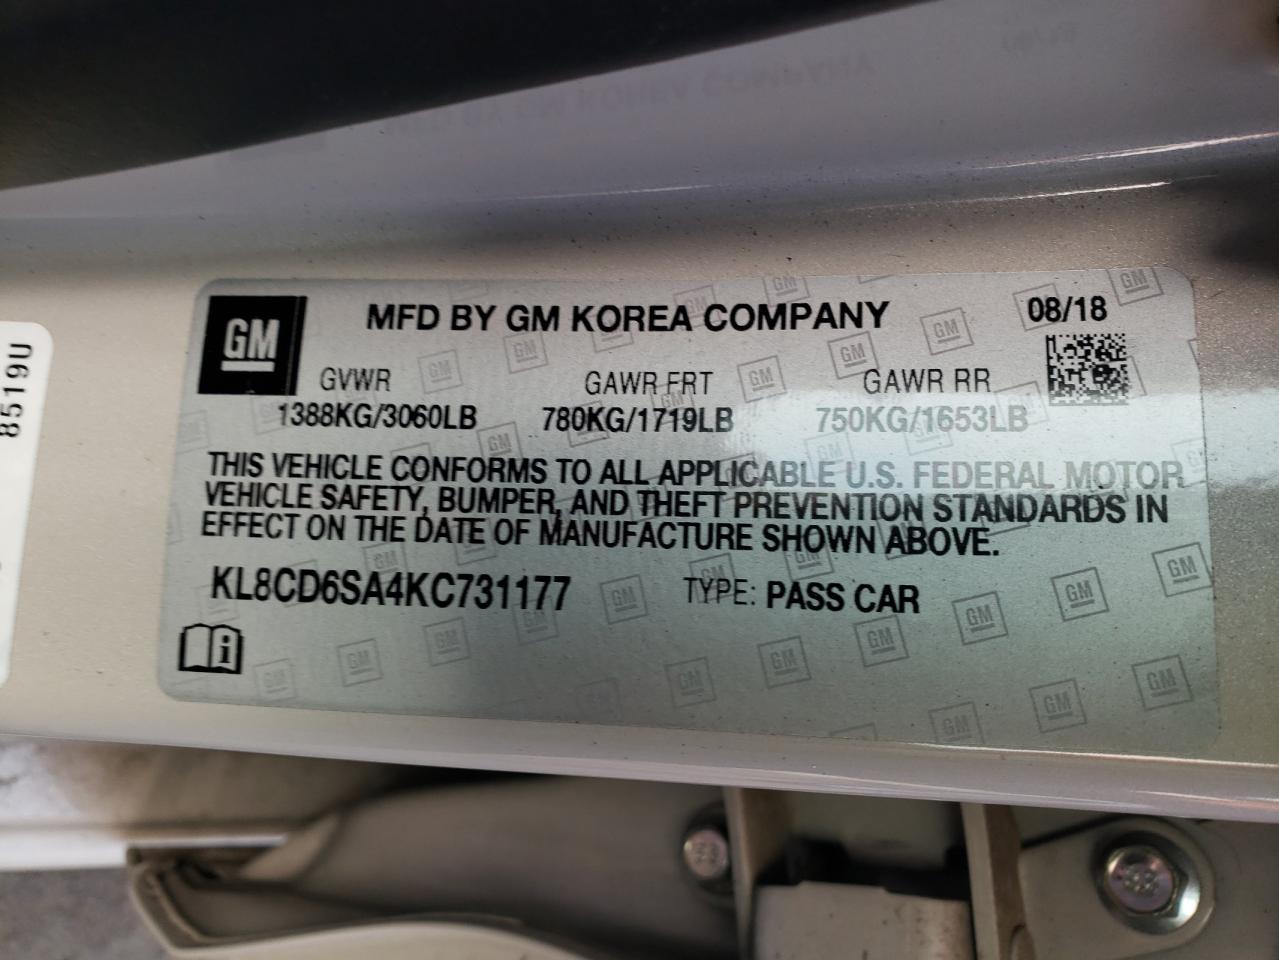 GM
MFD BY GM KOREA COMPANY
08/18
GVWR GAWR FRT GAWR RR
1388KG/3060LB 780KG/1719LB 750KG/1653LB
THIS VEHICLE CONFORMS TO ALL APPLICABLE U.S. FEDERAL MOTOR
VEHICLE SAFETY, BUMPER, AND THEFT PREVENTION STANDARDS IN
EFFECT ON THE DATE OF MANUFACTURE SHOWN ABOVE.
KL8CD6SA4KC731177 TYPE: PASS CAR
8519U